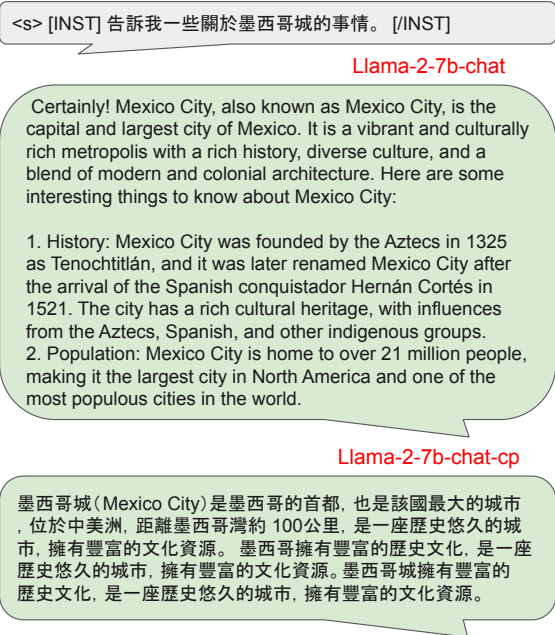 <s> [INST] 告訴我一些關於墨西哥城的事情。 [/INST]
Llama-2-7b-chat
Certainly! Mexico City, also known as Mexico City, is the
capital and largest city of Mexico. It is a vibrant and culturally
rich metropolis with a rich history, diverse culture, and a
blend of modern and colonial architecture. Here are some
interesting things to know about Mexico City:
1. History: Mexico City was founded by the Aztecs in 1325
as Tenochtitlán, and it was later renamed Mexico City after
the arrival of the Spanish conquistador Hernán Cortés in
1521. The city has a rich cultural heritage, with influences
from the Aztecs, Spanish, and other indigenous groups.
2. Population: Mexico City is home to over 21 million people,
making it the largest city in North America and one of the
most populous cities in the world.
Llama-2-7b-chat-cp
墨西哥城（Mexico City）是墨西哥的首都，也是該國最大的城市
，位於中美洲，距離墨西哥灣約 100公里，是一座歷史悠久的城
市，擁有豐富的文化資源。 墨西哥擁有豐富的歷史文化，是一座
歷史悠久的城市，擁有豐富的文化資源。墨西哥城擁有豐富的
歷史文化，是一座歷史悠久的城市，擁有豐富的文化資源。